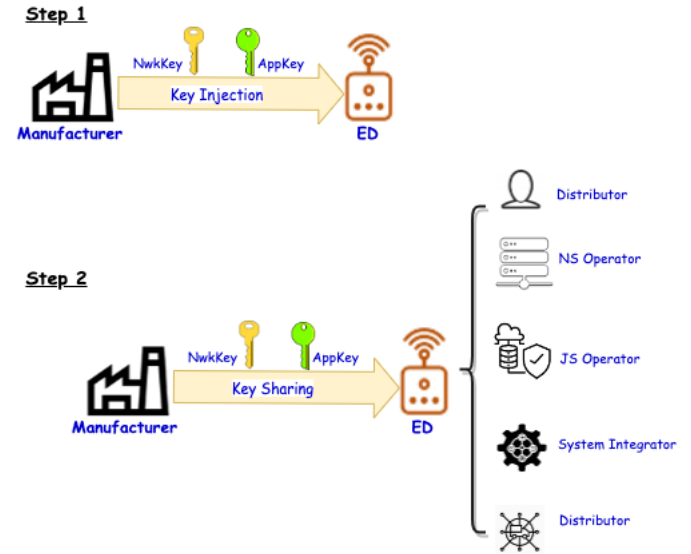 Step 1
NwkKey
AppKey
Key Injection
Manufacturer
ED
Distributor
NS Operator
Step 2
NwkKey
AppKey
JS Operator
Key Sharing
Manufacturer
ED
System Integrator
Distributor